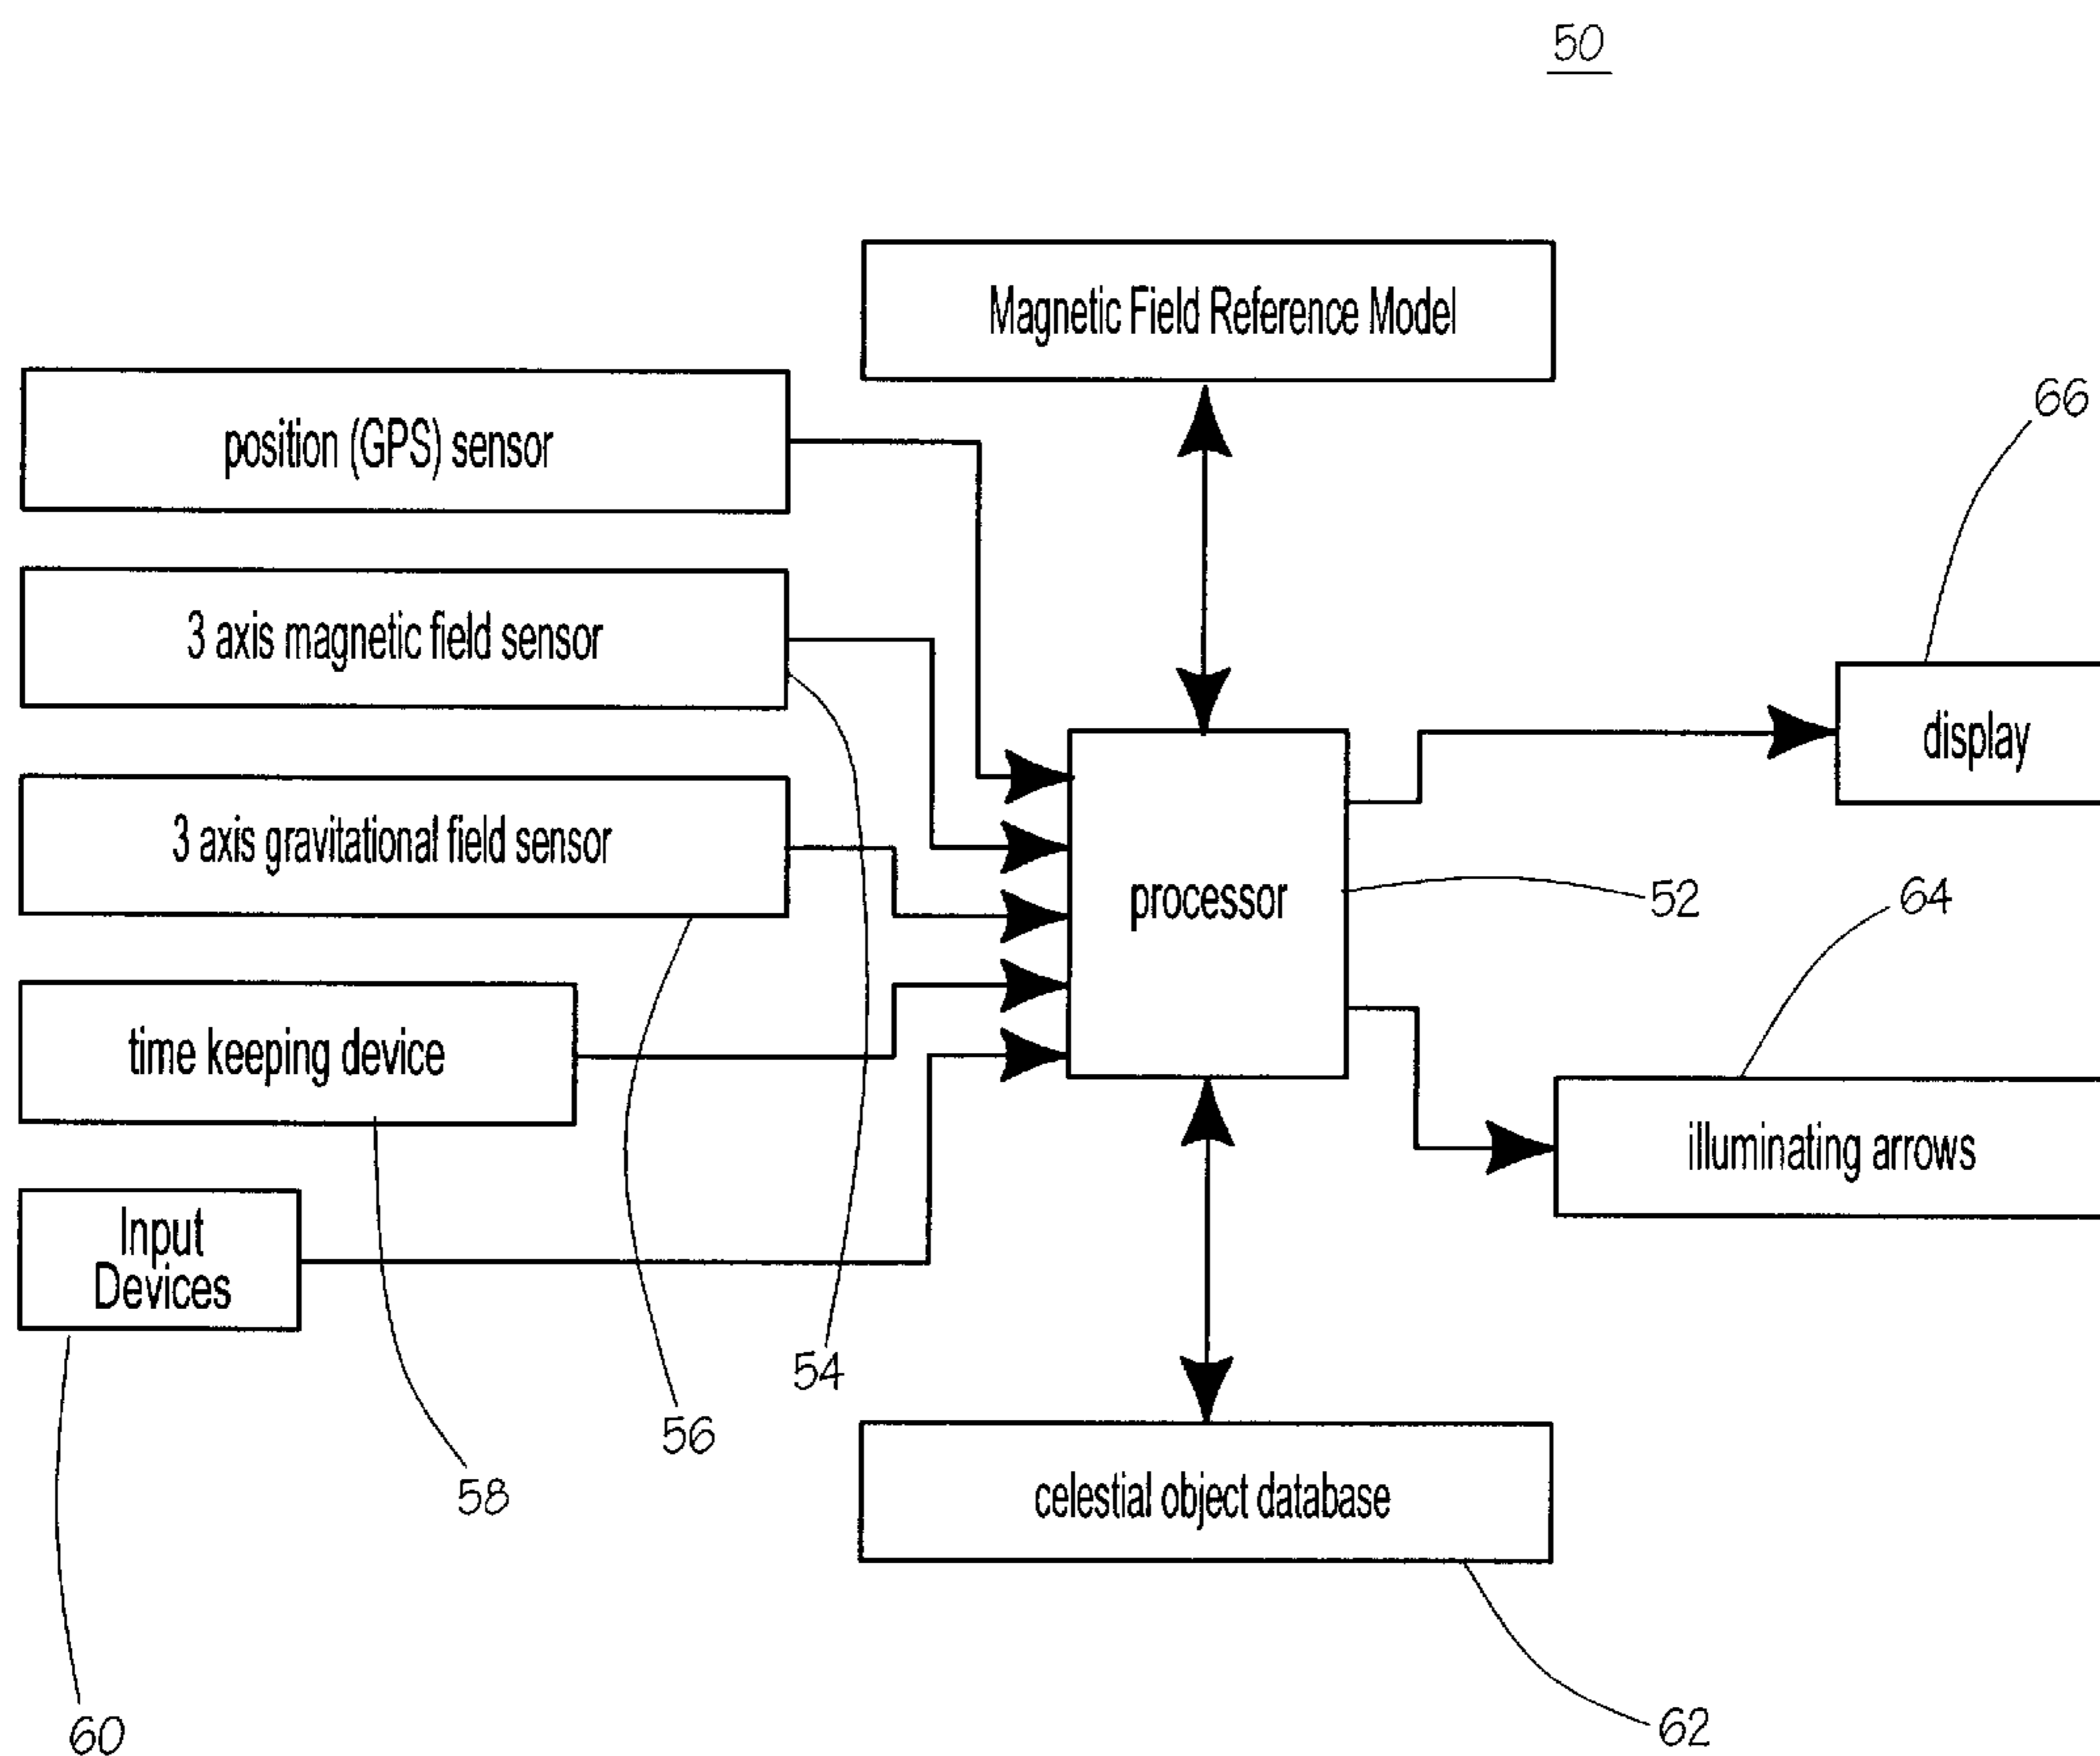 50
Magnetic Field Reference Model
position (GPS) sensor
66
3 axis magnetic field sensor
display
3 axis gravitational field sensor
processor
52
64
time keeping device
illuminating arrows
Input
Devices
54
56
58
celestial object database
60
62